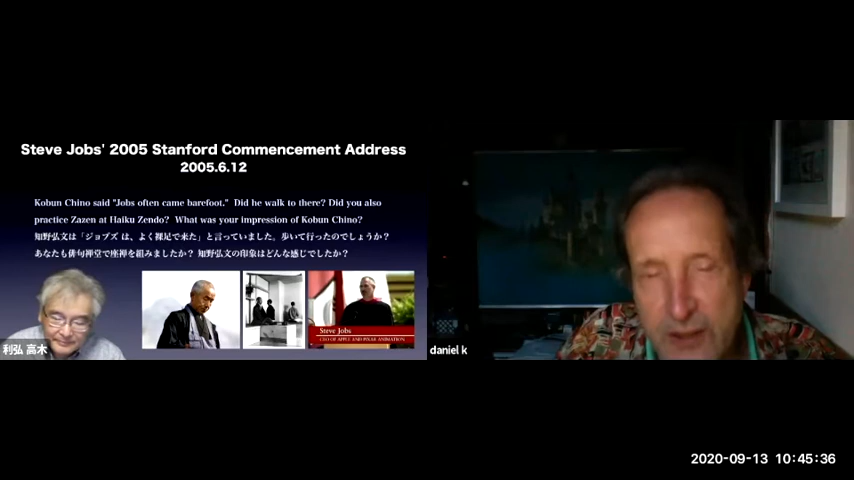 Steve Jobs' 2005 Stanford Commencement Address
2005.6.12
Kobun Chino said "Jobs often came barefoot." Did he walk to there? Did you also
practice Zazen at Haiku Zendo? What was your impression of Kobun Chino?
知野弘文は「ジョブズ は、よく裸足で来た」と言っていました。歩いて行ったのでしょうか？
あなたも俳句禅堂で座禅を組みましたか？ 知野弘文の印象はどんな感じでしたか？
Steve Jobs
CEO OF APPLE AND PIXAR ANIMATION
利弘 高木
daniel k
2020-09-13 10:45:36